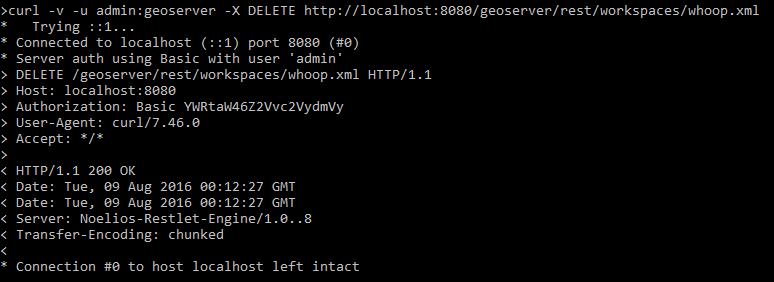 >curl -v -u admin:geoserver -X DELETE http://localhost:8080/geoserver/rest/workspaces/whoop.xml
*   Trying ::1...
* Connected to localhost (::1) port 8080 (#0)
* Server auth using Basic with user 'admin'
> DELETE /geoserver/rest/workspaces/whoop.xml HTTP/1.1
> Host: localhost:8080
> Authorization: Basic YWRtaW46Z2Vvc2VydmVy
> User-Agent: curl/7.46.0
> Accept: */*
>
< HTTP/1.1 200 OK
< Date: Tue, 09 Aug 2016 00:12:27 GMT
< Date: Tue, 09 Aug 2016 00:12:27 GMT
< Server: Noelios-Restlet-Engine/1.0..8
< Transfer-Encoding: chunked
<
* Connection #0 to host localhost left intact